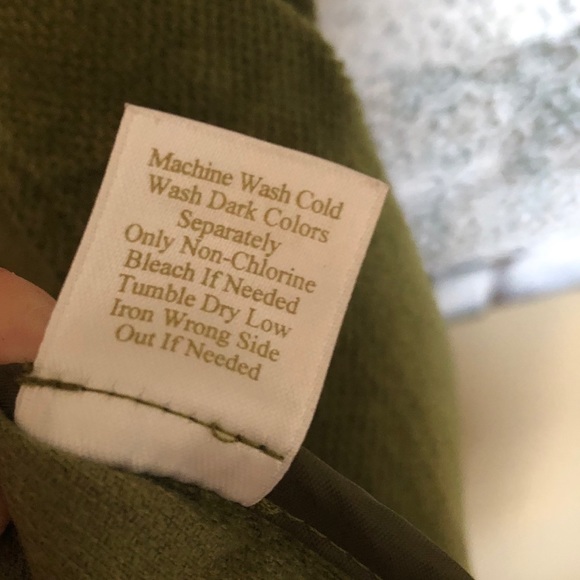 Machine Wash Cold
Wash Dark Colors
Separately
Only Non-Chlorine
Bleach If Needed
Tumble Dry Low
Iron Wrong Side
Out If Needed